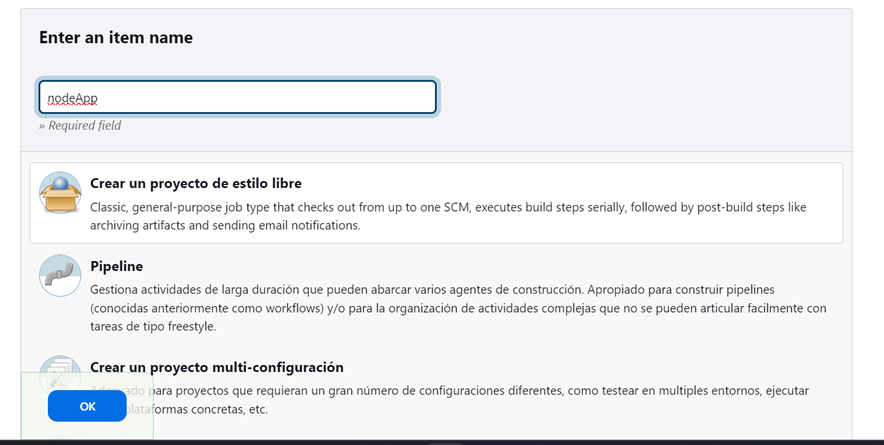 Enter an item name
nodeApp
» Required field
Crear un proyecto de estilo libre
Classic, general-purpose job type that checks out from up to one SCM, executes build steps serially, followed by post-build steps like
archiving artifacts and sending email notifications.
Pipeline
Gestiona actividades de larga duración que pueden abarcar varios agentes de construcción. Apropiado para construir pipelines
(conocidas anteriormente como workflows) y/o para la organización de actividades complejas que no se pueden articular facilmente con
tareas de tipo freestyle.
Crear un proyecto multi-configuración
Adecuado para proyectos que requieran un gran número de configuraciones diferentes, como testear en multiples entornos, ejecutar
plataformas concretas, etc.
OK